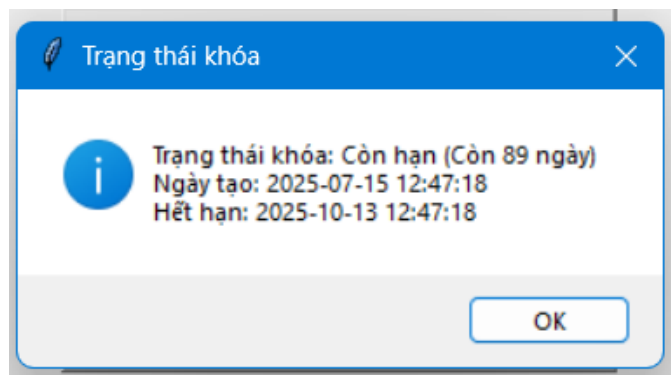 Trạng thái khóa
Trạng thái khóa: Còn hạn (Còn 89 ngày)
Ngày tạo: 2025-07-15 12:47:18
Hết hạn: 2025-10-13 12:47:18
OK